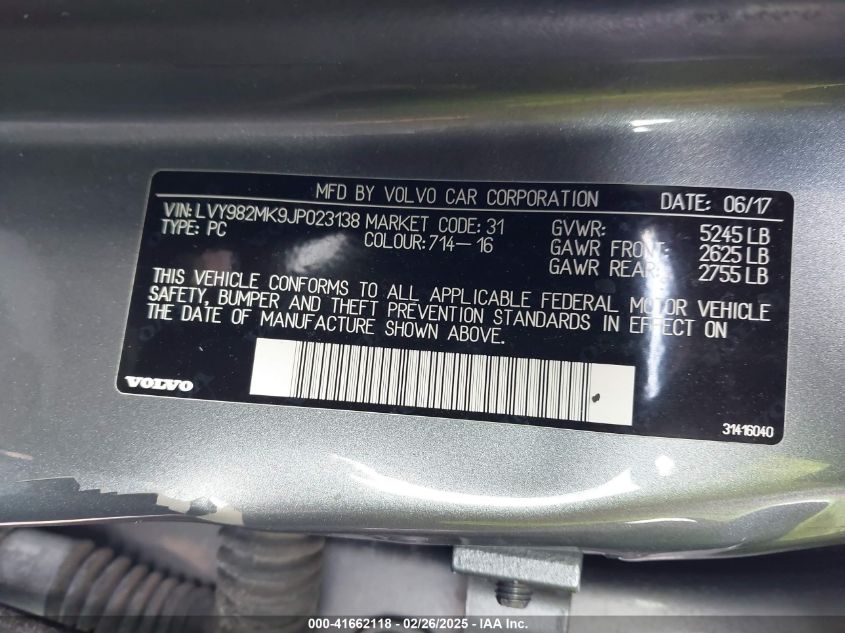 MFD BY VOLVO CAR CORPORATION DATE: 06/17
VIN: LVY982MK9JP023138 MARKET CODE: 31 GVWR: 5245 LB
TYPE: PC COLOUR: 714-16 GAWR FRONT: 2625 LB
GAWR REAR: 2755 LB
THIS VEHICLE CONFORMS TO ALL APPLICABLE FEDERAL MOTOR VEHICLE
SAFETY, BUMPER AND THEFT PREVENTION STANDARDS IN EFFECT ON
THE DATE OF MANUFACTURE SHOWN ABOVE.
VOLVO
31416040
000-41662118 - 02/26/2025 - IAA Inc.